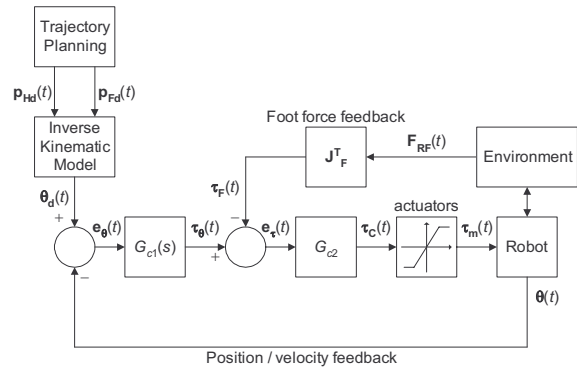 Trajectory
Planning
p_Hd(t) p_Fd(t)
Inverse
Kinematic
Model
Foot force feedback
J^T_F
F_RF(t)
Environment
θ_d(t)
τ_F(t)
actuators
+ e_θ(t) G_c1(s) τ_θ(t) + − e_τ(t) G_c2 τ_C(t) τ_m(t) Robot
−
θ(t)
Position / velocity feedback